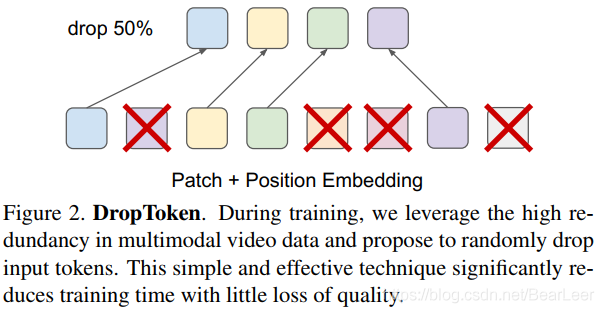 drop 50%
Patch + Position Embedding
Figure 2. DropToken. During training, we leverage the high re-
dundancy in multimodal video data and propose to randomly drop
input tokens. This simple and effective technique significantly re-
duces training time with little loss of quality.
https://blog.csdn.net/BearLeer